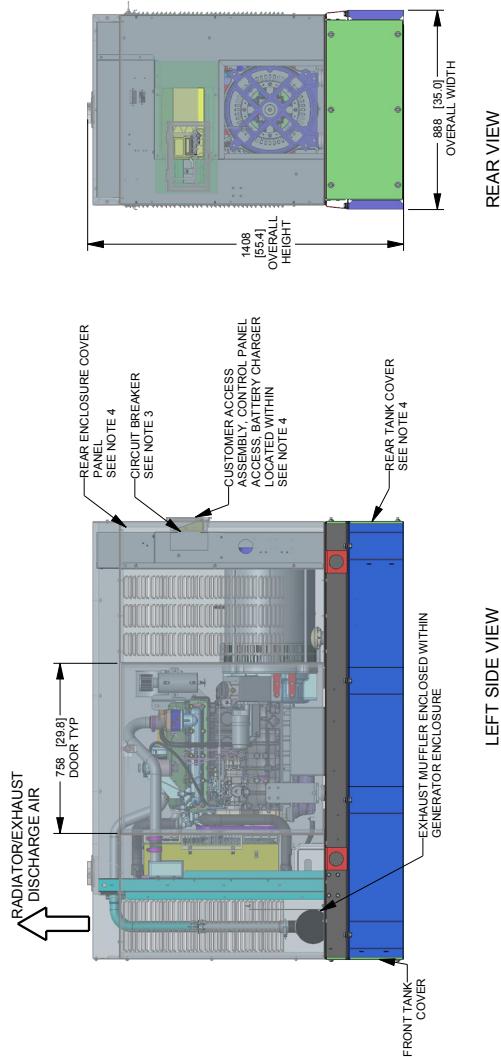 RADIATOR/EXHAUST
DISCHARGE AIR
758 [29.8]
DOOR TYP
REAR ENCLOSURE COVER
PANEL
SEE NOTE 4
CIRCUIT BREAKER
SEE NOTE 3
CUSTOMER ACCESS
ASSEMBLY, CONTROL PANEL
ACCESS, BATTERY CHARGER
LOCATED WITHIN
SEE NOTE 4
REAR TANK COVER
SEE NOTE 4
EXHAUST MUFFLER ENCLOSED WITHIN
GENERATOR ENCLOSURE
FRONT TANK
COVER
LEFT SIDE VIEW
1408
[55.4]
OVERALL
HEIGHT
888 [35.0]
OVERALL WIDTH
REAR VIEW